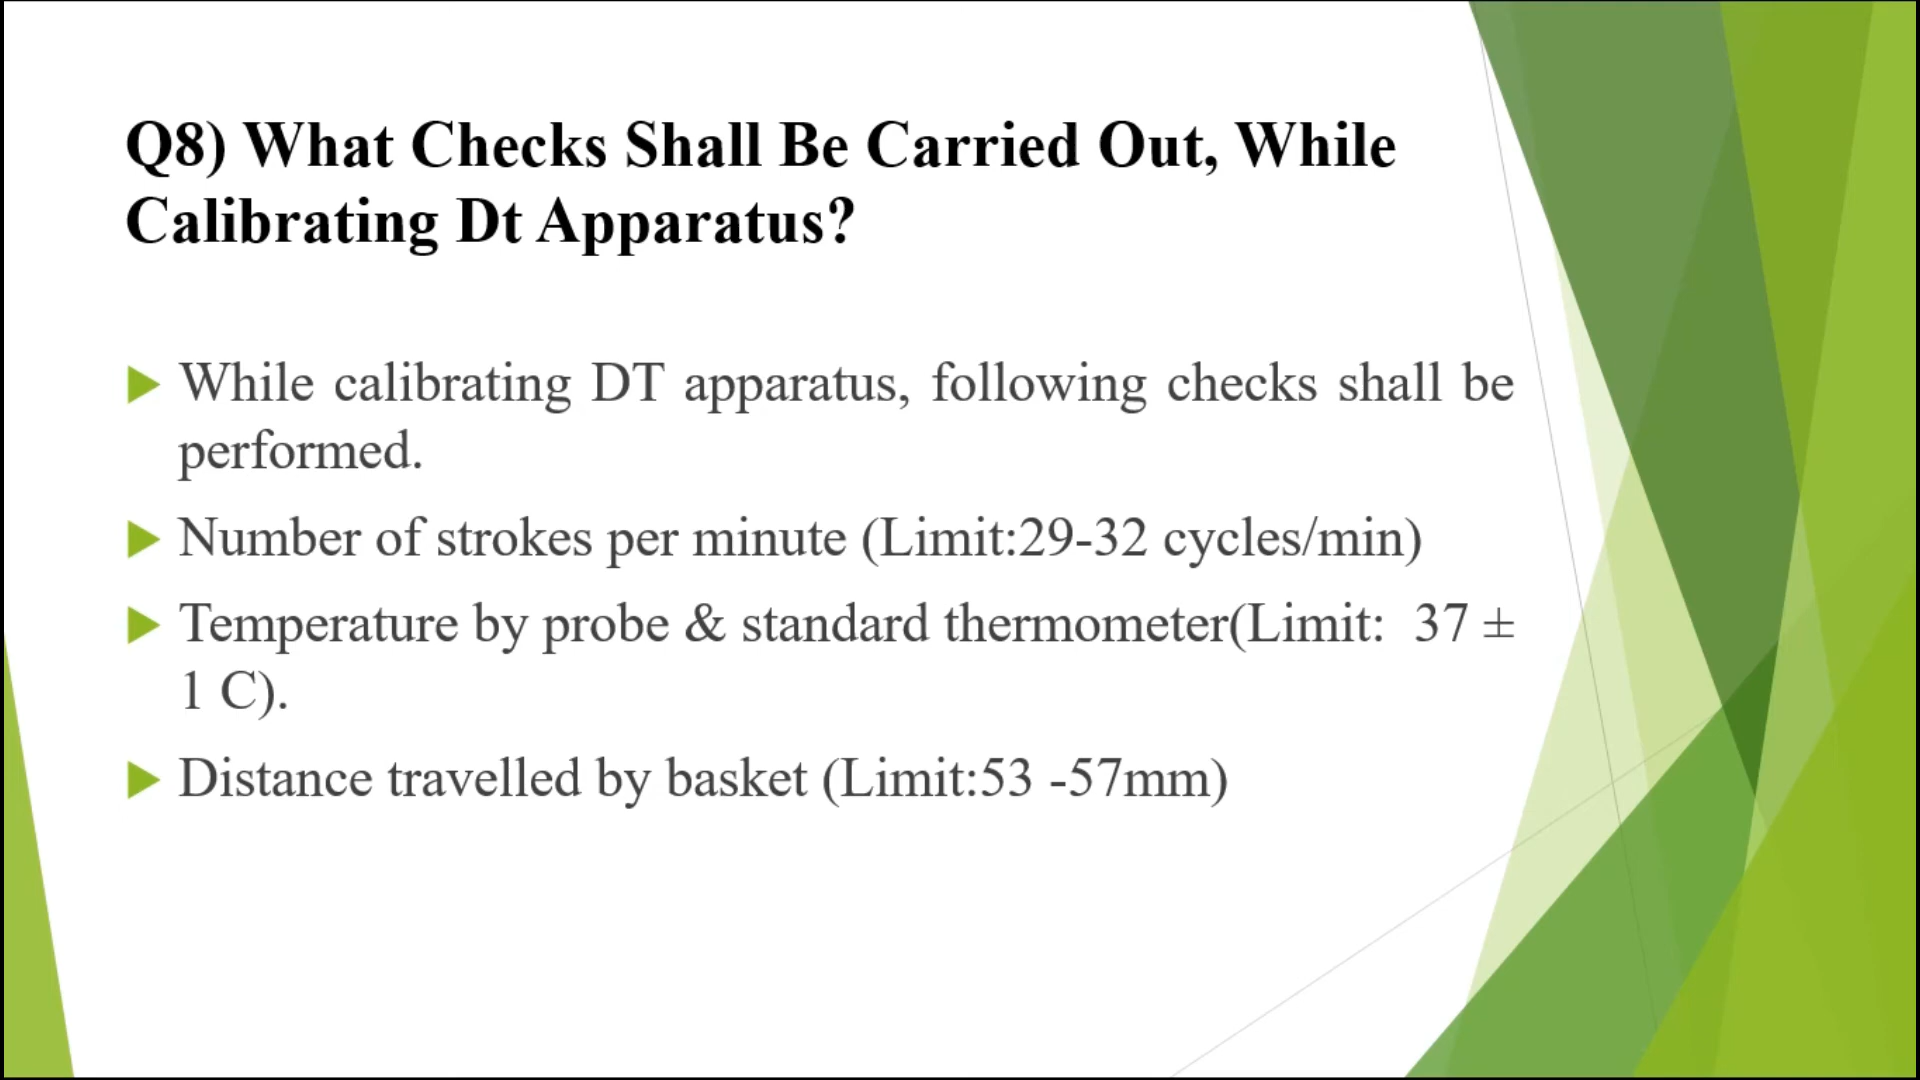 Q8) What Checks Shall Be Carried Out, While
Calibrating Dt Apparatus?
While calibrating DT apparatus, following checks shall be
performed.
Number of strokes per minute (Limit:29-32 cycles/min)
Temperature by probe & standard thermometer(Limit: 37 ±
1 C).
Distance travelled by basket (Limit:53 -57mm)